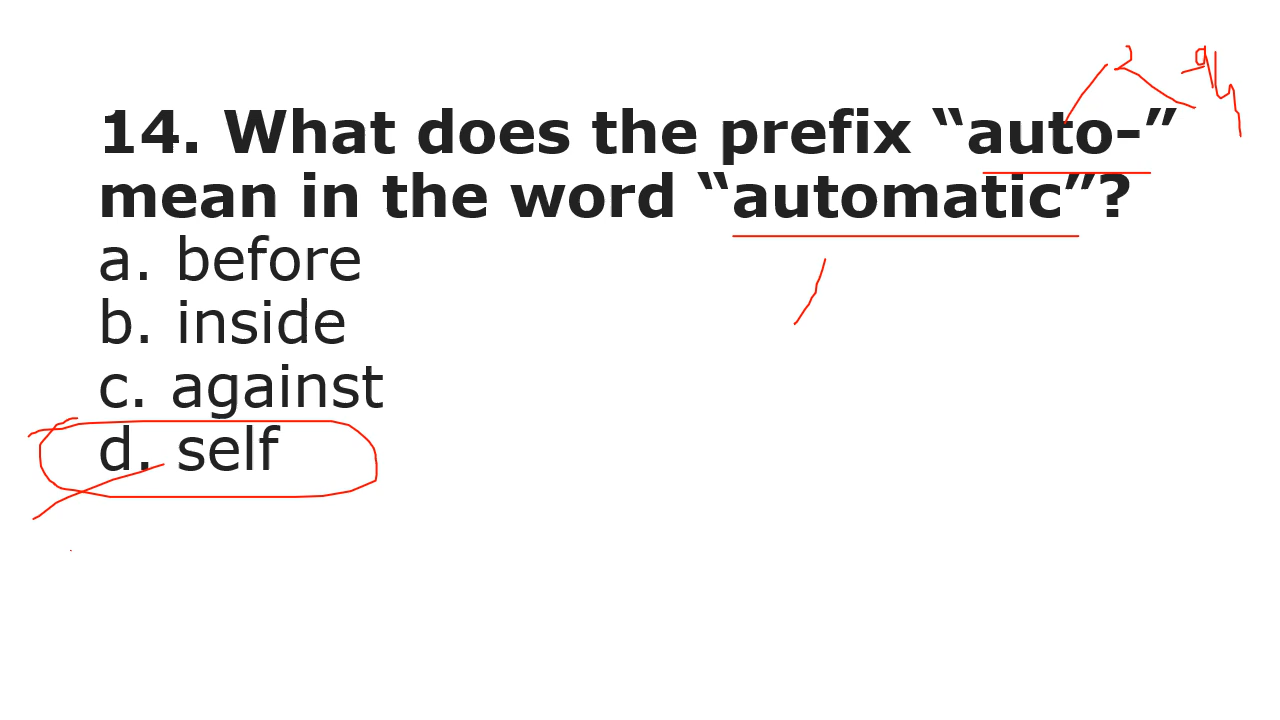 14. What does the prefix “auto-”
mean in the word “automatic”?
a. before
b. inside
c. against
d. self